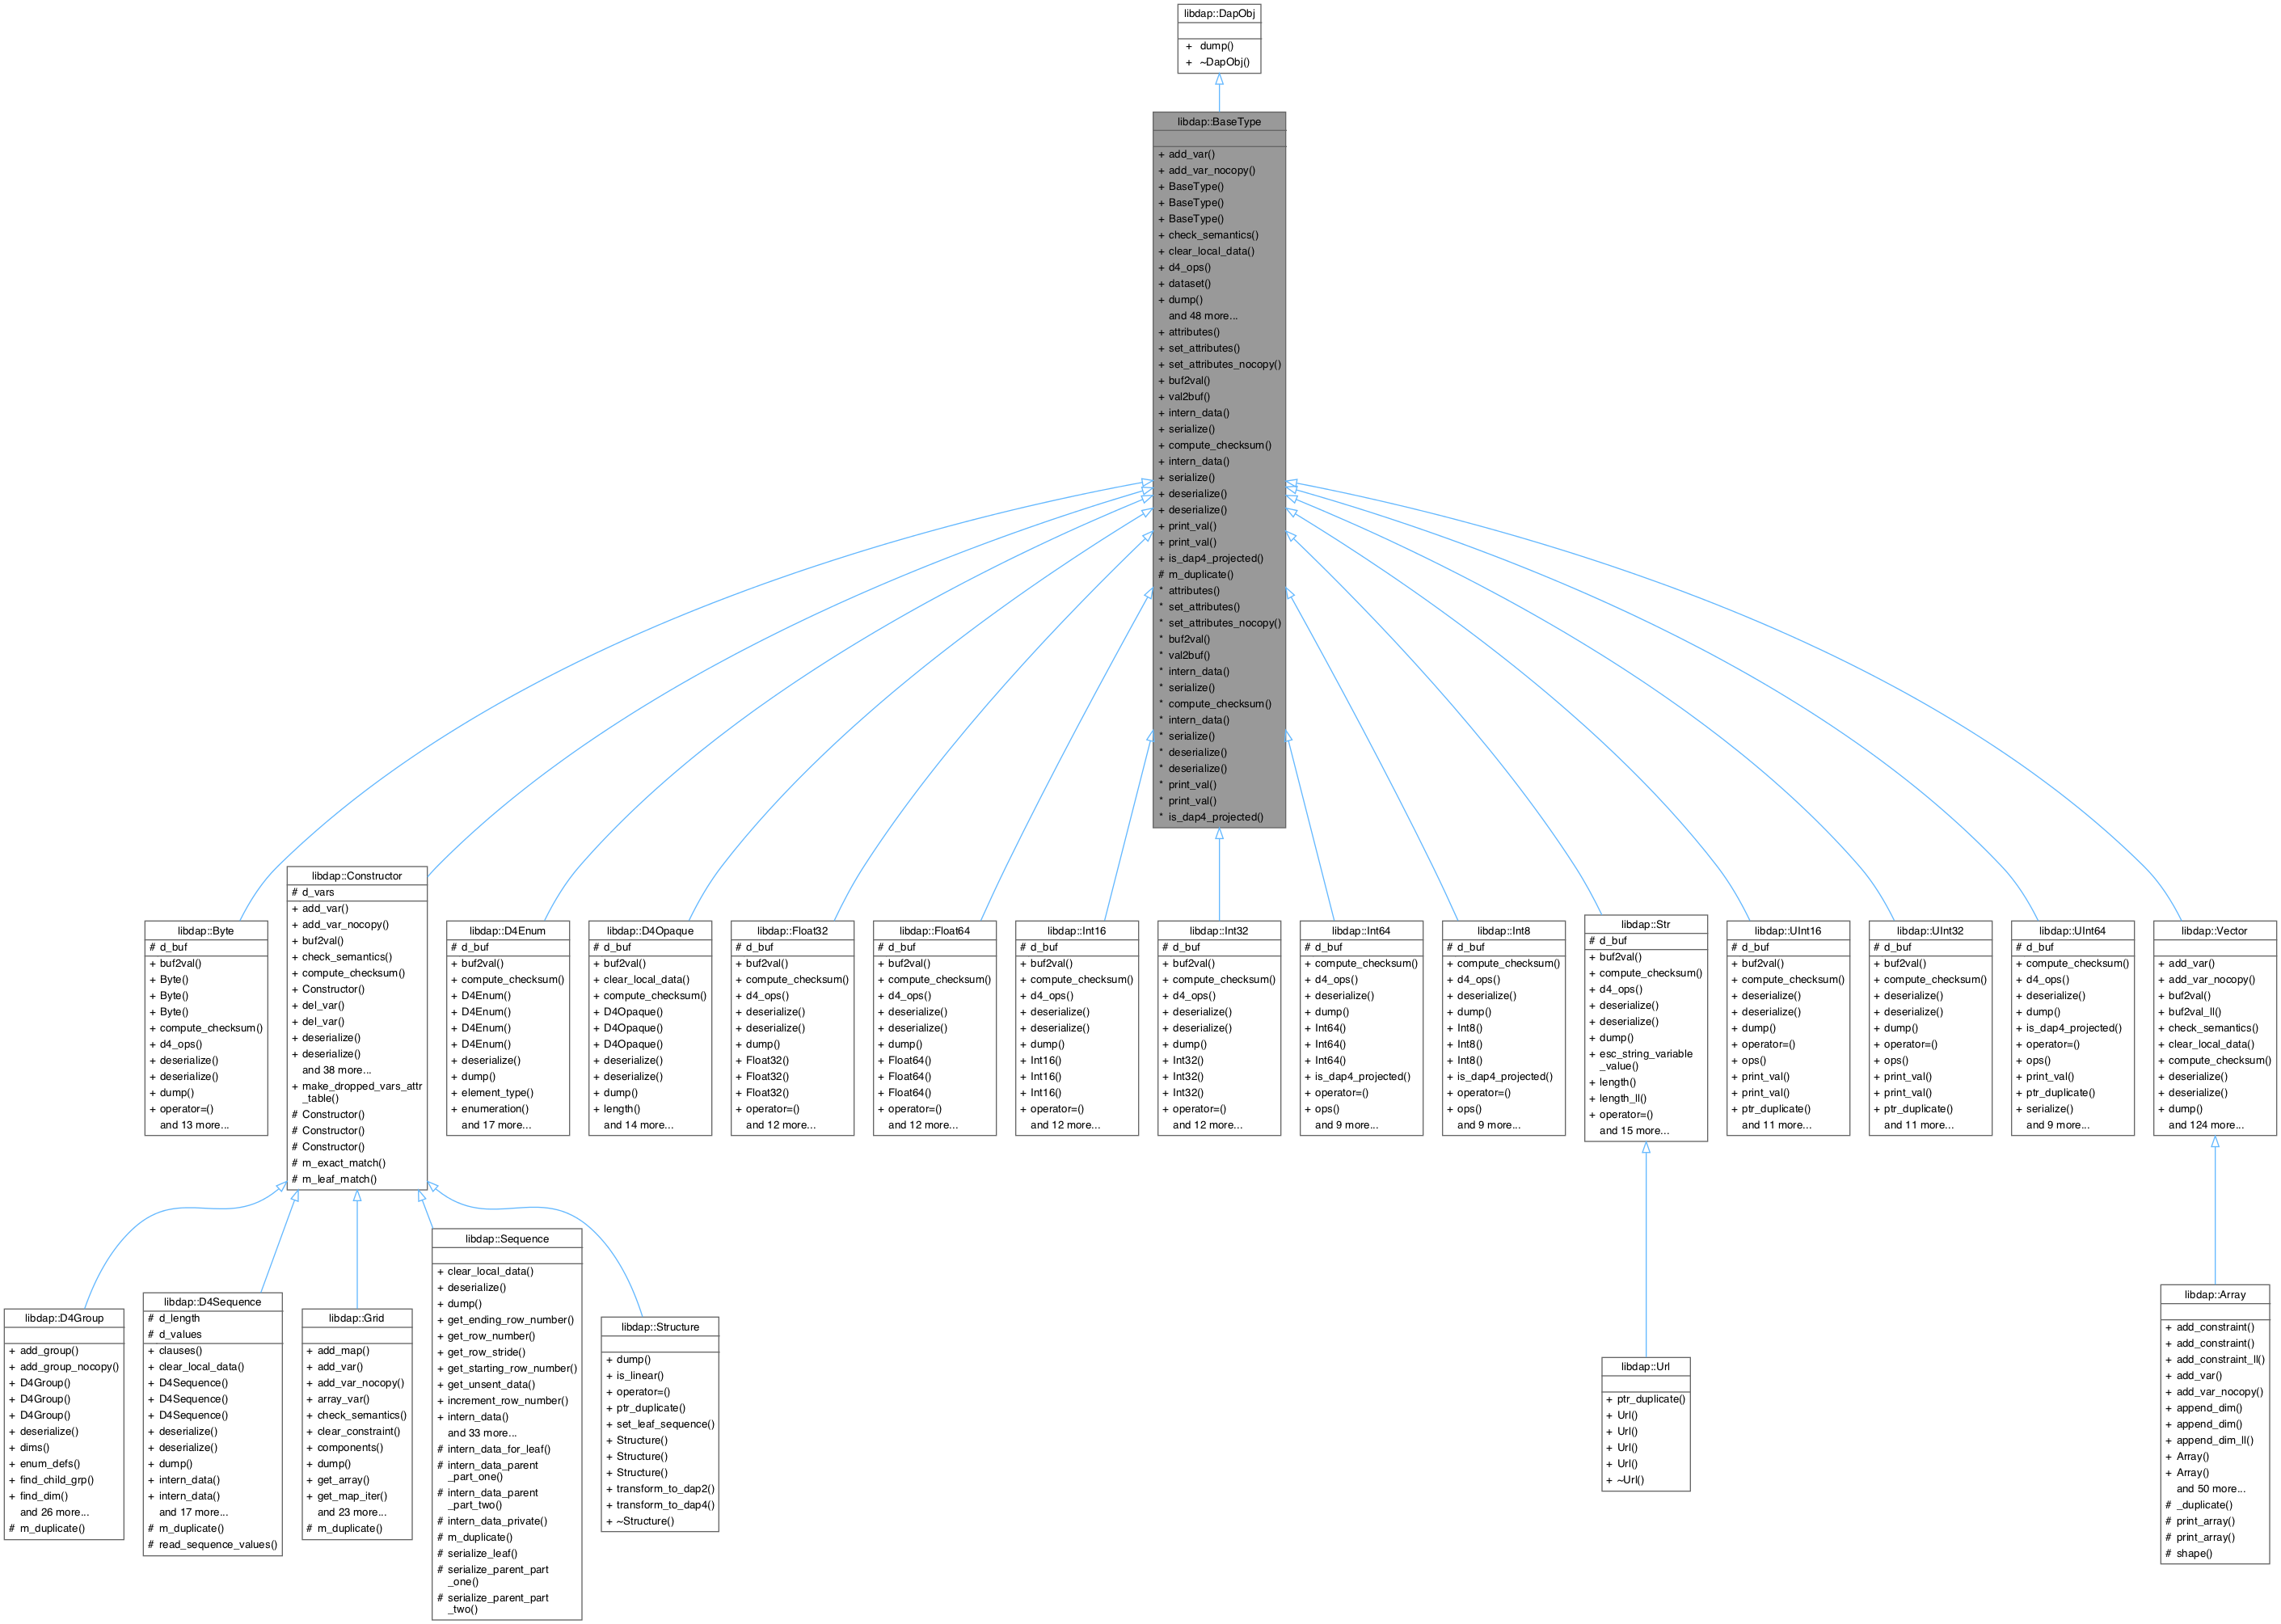 libdap::DapObj
+ dump()
+ ~DapObj()
libdap::BaseType
+ add_var()
+ add_var_nocopy()
+ BaseType()
+ BaseType()
+ BaseType()
+ check_semantics()
+ clear_local_data()
+ d4_ops()
+ dataset()
+ dump()
and 48 more...
+ attributes()
+ set_attributes()
+ set_attributes_nocopy()
+ buf2val()
+ val2buf()
+ intern_data()
+ serialize()
+ compute_checksum()
+ intern_data()
+ serialize()
+ deserialize()
+ deserialize()
+ print_val()
+ print_val()
+ is_dap4_projected()
# m_duplicate()
* attributes()
* set_attributes()
* set_attributes_nocopy()
* buf2val()
* val2buf()
* intern_data()
* serialize()
* compute_checksum()
* intern_data()
* serialize()
* deserialize()
* deserialize()
* print_val()
* print_val()
* is_dap4_projected()
libdap::Byte
# d_buf
+ buf2val()
+ Byte()
+ Byte()
+ Byte()
+ compute_checksum()
+ d4_ops()
+ deserialize()
+ deserialize()
+ dump()
+ operator=()
and 13 more...
libdap::Constructor
# d_vars
+ add_var()
+ add_var_nocopy()
+ buf2val()
+ check_semantics()
+ compute_checksum()
+ Constructor()
+ del_var()
+ del_var()
+ deserialize()
+ deserialize()
and 38 more...
+ make_dropped_vars_attr
_table()
# Constructor()
# Constructor()
# Constructor()
# m_exact_match()
# m_leaf_match()
libdap::D4Enum
# d_buf
+ buf2val()
+ compute_checksum()
+ D4Enum()
+ D4Enum()
+ D4Enum()
+ D4Enum()
+ deserialize()
+ dump()
+ element_type()
+ enumeration()
and 17 more...
libdap::D4Opaque
# d_buf
+ buf2val()
+ clear_local_data()
+ compute_checksum()
+ D4Opaque()
+ D4Opaque()
+ D4Opaque()
+ deserialize()
+ deserialize()
+ dump()
+ length()
and 14 more...
libdap::Float32
# d_buf
+ buf2val()
+ compute_checksum()
+ d4_ops()
+ deserialize()
+ deserialize()
+ dump()
+ Float32()
+ Float32()
+ Float32()
+ operator=()
and 12 more...
libdap::Float64
# d_buf
+ buf2val()
+ compute_checksum()
+ d4_ops()
+ deserialize()
+ deserialize()
+ dump()
+ Float64()
+ Float64()
+ Float64()
+ operator=()
and 12 more...
libdap::Int16
# d_buf
+ buf2val()
+ compute_checksum()
+ d4_ops()
+ deserialize()
+ deserialize()
+ dump()
+ Int16()
+ Int16()
+ Int16()
+ operator=()
and 12 more...
libdap::Int32
# d_buf
+ buf2val()
+ compute_checksum()
+ d4_ops()
+ deserialize()
+ deserialize()
+ dump()
+ Int32()
+ Int32()
+ Int32()
+ operator=()
and 12 more...
libdap::Int64
# d_buf
+ compute_checksum()
+ d4_ops()
+ deserialize()
+ dump()
+ Int64()
+ Int64()
+ Int64()
+ is_dap4_projected()
+ operator=()
+ ops()
and 9 more...
libdap::Int8
# d_buf
+ compute_checksum()
+ d4_ops()
+ deserialize()
+ dump()
+ Int8()
+ Int8()
+ Int8()
+ is_dap4_projected()
+ operator=()
+ ops()
and 9 more...
libdap::Str
# d_buf
+ buf2val()
+ compute_checksum()
+ d4_ops()
+ deserialize()
+ deserialize()
+ dump()
+ esc_string_variable
_value()
+ length()
+ length_ll()
+ operator=()
and 15 more...
libdap::UInt16
# d_buf
+ buf2val()
+ compute_checksum()
+ deserialize()
+ deserialize()
+ dump()
+ operator=()
+ ops()
+ print_val()
+ print_val()
+ ptr_duplicate()
and 11 more...
libdap::UInt32
# d_buf
+ buf2val()
+ compute_checksum()
+ deserialize()
+ deserialize()
+ dump()
+ operator=()
+ ops()
+ print_val()
+ print_val()
+ ptr_duplicate()
and 11 more...
libdap::UInt64
# d_buf
+ compute_checksum()
+ d4_ops()
+ deserialize()
+ dump()
+ is_dap4_projected()
+ operator=()
+ ops()
+ print_val()
+ ptr_duplicate()
+ serialize()
and 9 more...
libdap::Vector
+ add_var()
+ add_var_nocopy()
+ buf2val()
+ buf2val_ll()
+ check_semantics()
+ clear_local_data()
+ compute_checksum()
+ deserialize()
+ deserialize()
+ dump()
and 124 more...
libdap::D4Group
+ add_group()
+ add_group_nocopy()
+ D4Group()
+ D4Group()
+ D4Group()
+ deserialize()
+ dims()
+ enum_defs()
+ find_child_grp()
+ find_dim()
and 26 more...
# m_duplicate()
libdap::D4Sequence
# d_length
# d_values
+ clauses()
+ clear_local_data()
+ D4Sequence()
+ D4Sequence()
+ D4Sequence()
+ deserialize()
+ deserialize()
+ dump()
+ intern_data()
+ intern_data()
and 17 more...
# m_duplicate()
# read_sequence_values()
libdap::Grid
+ add_map()
+ add_var()
+ add_var_nocopy()
+ array_var()
+ check_semantics()
+ clear_constraint()
+ components()
+ dump()
+ get_array()
+ get_map_iter()
and 23 more...
# m_duplicate()
libdap::Sequence
+ clear_local_data()
+ deserialize()
+ dump()
+ get_ending_row_number()
+ get_row_number()
+ get_row_stride()
+ get_starting_row_number()
+ get_unsent_data()
+ increment_row_number()
+ intern_data()
and 33 more...
# intern_data_for_leaf()
# intern_data_parent
_part_one()
# intern_data_parent
_part_two()
# intern_data_private()
# m_duplicate()
# serialize_leaf()
# serialize_parent_part
_one()
# serialize_parent_part
_two()
libdap::Structure
+ dump()
+ is_linear()
+ operator=()
+ ptr_duplicate()
+ set_leaf_sequence()
+ Structure()
+ Structure()
+ Structure()
+ transform_to_dap2()
+ transform_to_dap4()
+ ~Structure()
libdap::Url
+ ptr_duplicate()
+ Url()
+ Url()
+ Url()
+ Url()
+ ~Url()
libdap::Array
+ add_constraint()
+ add_constraint()
+ add_constraint_ll()
+ add_var()
+ add_var_nocopy()
+ append_dim()
+ append_dim()
+ append_dim_ll()
+ Array()
+ Array()
and 50 more...
# _duplicate()
# print_array()
# print_array()
# shape()